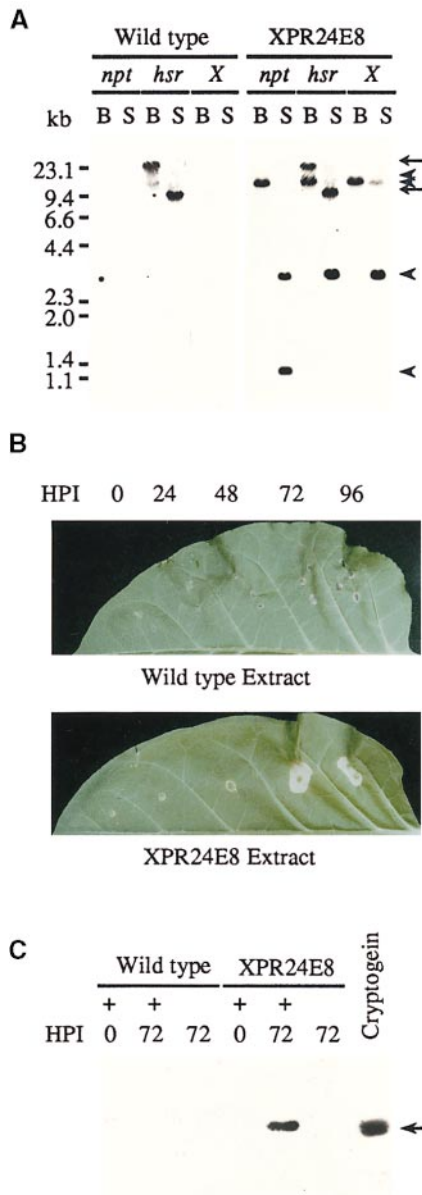 A
Wild type XPR24E8
npt hsr X npt hsr X
kb B S B S B S B S B S B S
23.1
9.4
6.6
4.4
2.3
2.0
1.4
1.1
B
HPI 0 24 48 72 96
Wild type Extract
XPR24E8 Extract
C
Wild type XPR24E8 Cryptogein
+ + + +
HPI 0 72 72 0 72 72